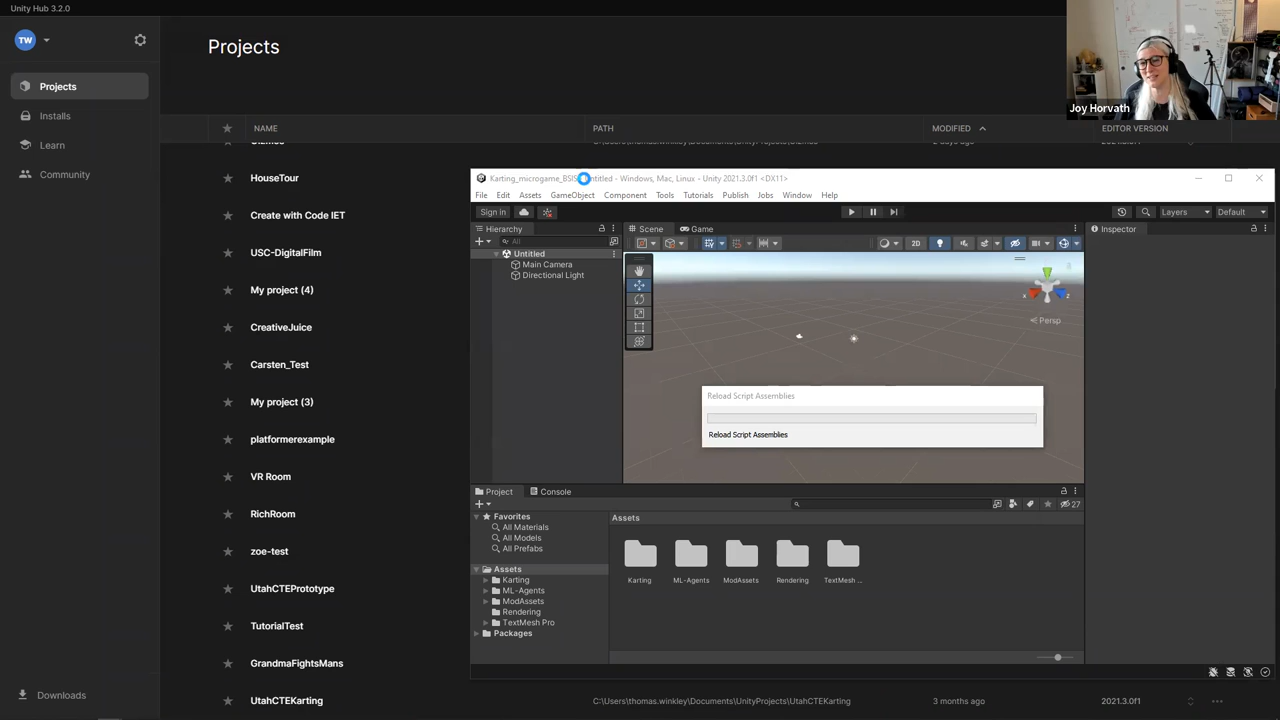 Unity Hub 3.2.0
TW
Projects
Projects
Installs
Learn
Community
Downloads
NAME
PATH
MODIFIED
EDITOR VERSION
HouseTour
Create with Code IET
USC-DigitalFilm
My project (4)
CreativeJuice
Carsten_Test
My project (3)
platformerexample
VR Room
RichRoom
zoe-test
UtahCTEPrototype
TutorialTest
GrandmaFightsMans
UtahCTEKarting
C:\Users\thomas.winkley\Documents\UnityProjects\UtahCTEKarting
3 months ago
2021.3.0f1
Joy Horvath
Untitled - Windows, Mac, Linux - Unity 2021.3.0f1 <DX11>
File Edit Assets GameObject Component Tools Tutorials Publish Jobs Window Help
Sign in
Layers
Default
Hierarchy
Scene
Game
Inspector
All
2D
Untitled
Main Camera
Directional Light
x
z
Persp
Reload Script Assemblies
Reload Script Assemblies
Project
Console
27
Favorites
All Materials
All Models
All Prefabs
Assets
Karting
ML-Agents
ModAssets
Rendering
TextMesh Pro
Packages
Assets
Karting
ML-Agents
ModAssets
Rendering
TextMesh ...